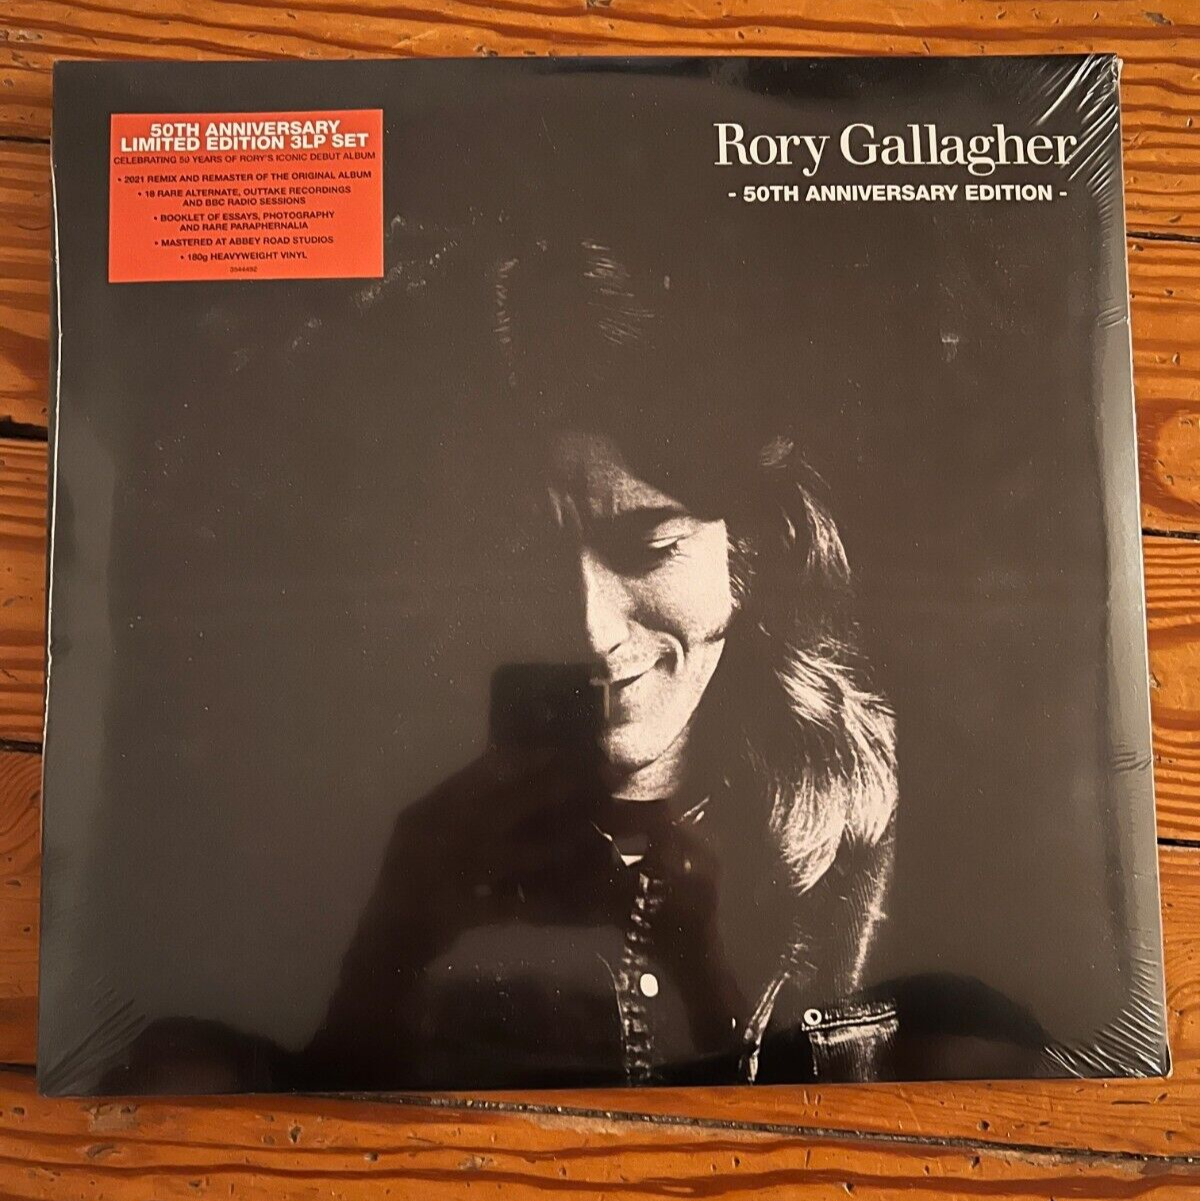 50TH ANNIVERSARY
LIMITED EDITION 3LP SET
CELEBRATING 50 YEARS OF RORY'S ICONIC DEBUT ALBUM
• 2021 REMIX AND REMASTER OF THE ORIGINAL ALBUM
• 18 RARE ALTERNATE, OUTTAKE RECORDINGS
AND BBC RADIO SESSIONS
• BOOKLET OF ESSAYS, PHOTOGRAPHY
AND RARE PARAPHERNALIA
• MASTERED AT ABBEY ROAD STUDIOS
• 180g HEAVYWEIGHT VINYL
3544492
Rory Gallagher
- 50TH ANNIVERSARY EDITION -